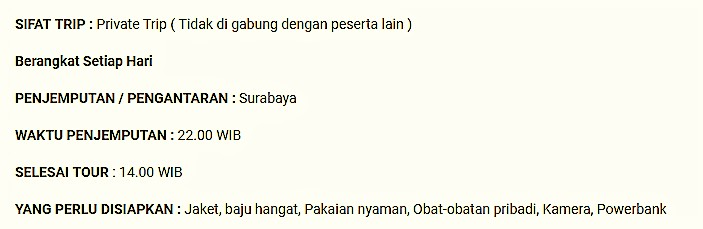 SIFAT TRIP : Private Trip ( Tidak di gabung dengan peserta lain )
Berangkat Setiap Hari
PENJEMPUTAN / PENGANTARAN : Surabaya
WAKTU PENJEMPUTAN : 22.00 WIB
SELESAI TOUR : 14.00 WIB
YANG PERLU DISIAPKAN : Jaket, baju hangat, Pakaian nyaman, Obat-obatan pribadi, Kamera, Powerbank